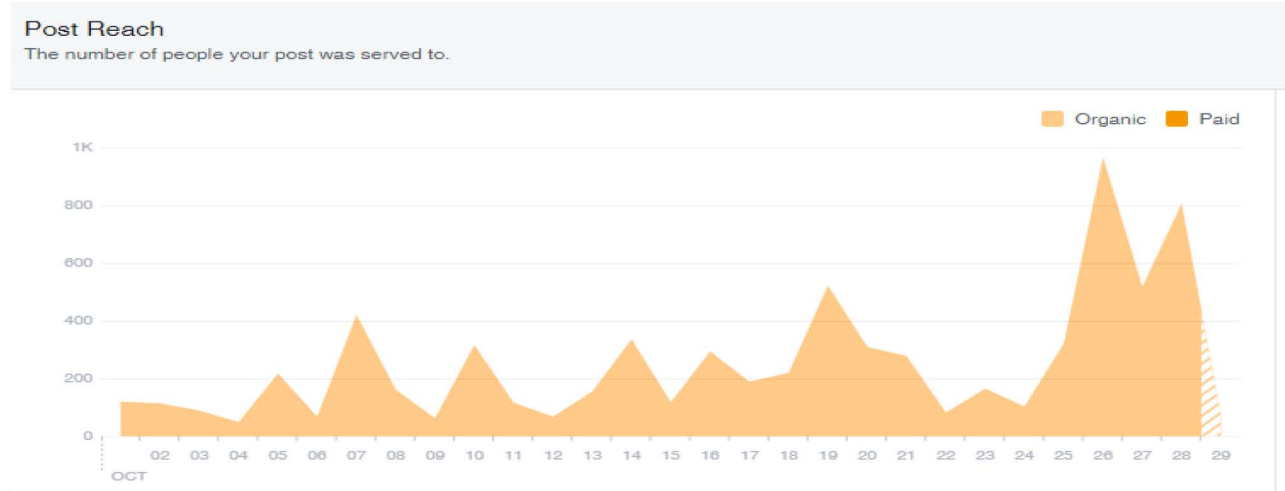 Post Reach
The number of people your post was served to.
Organic Paid
1K
800
600
400
200
0
02 03 04 05 06 07 08 09 10 11 12 13 14 15 16 17 18 19 20 21 22 23 24 25 26 27 28 29
OCT